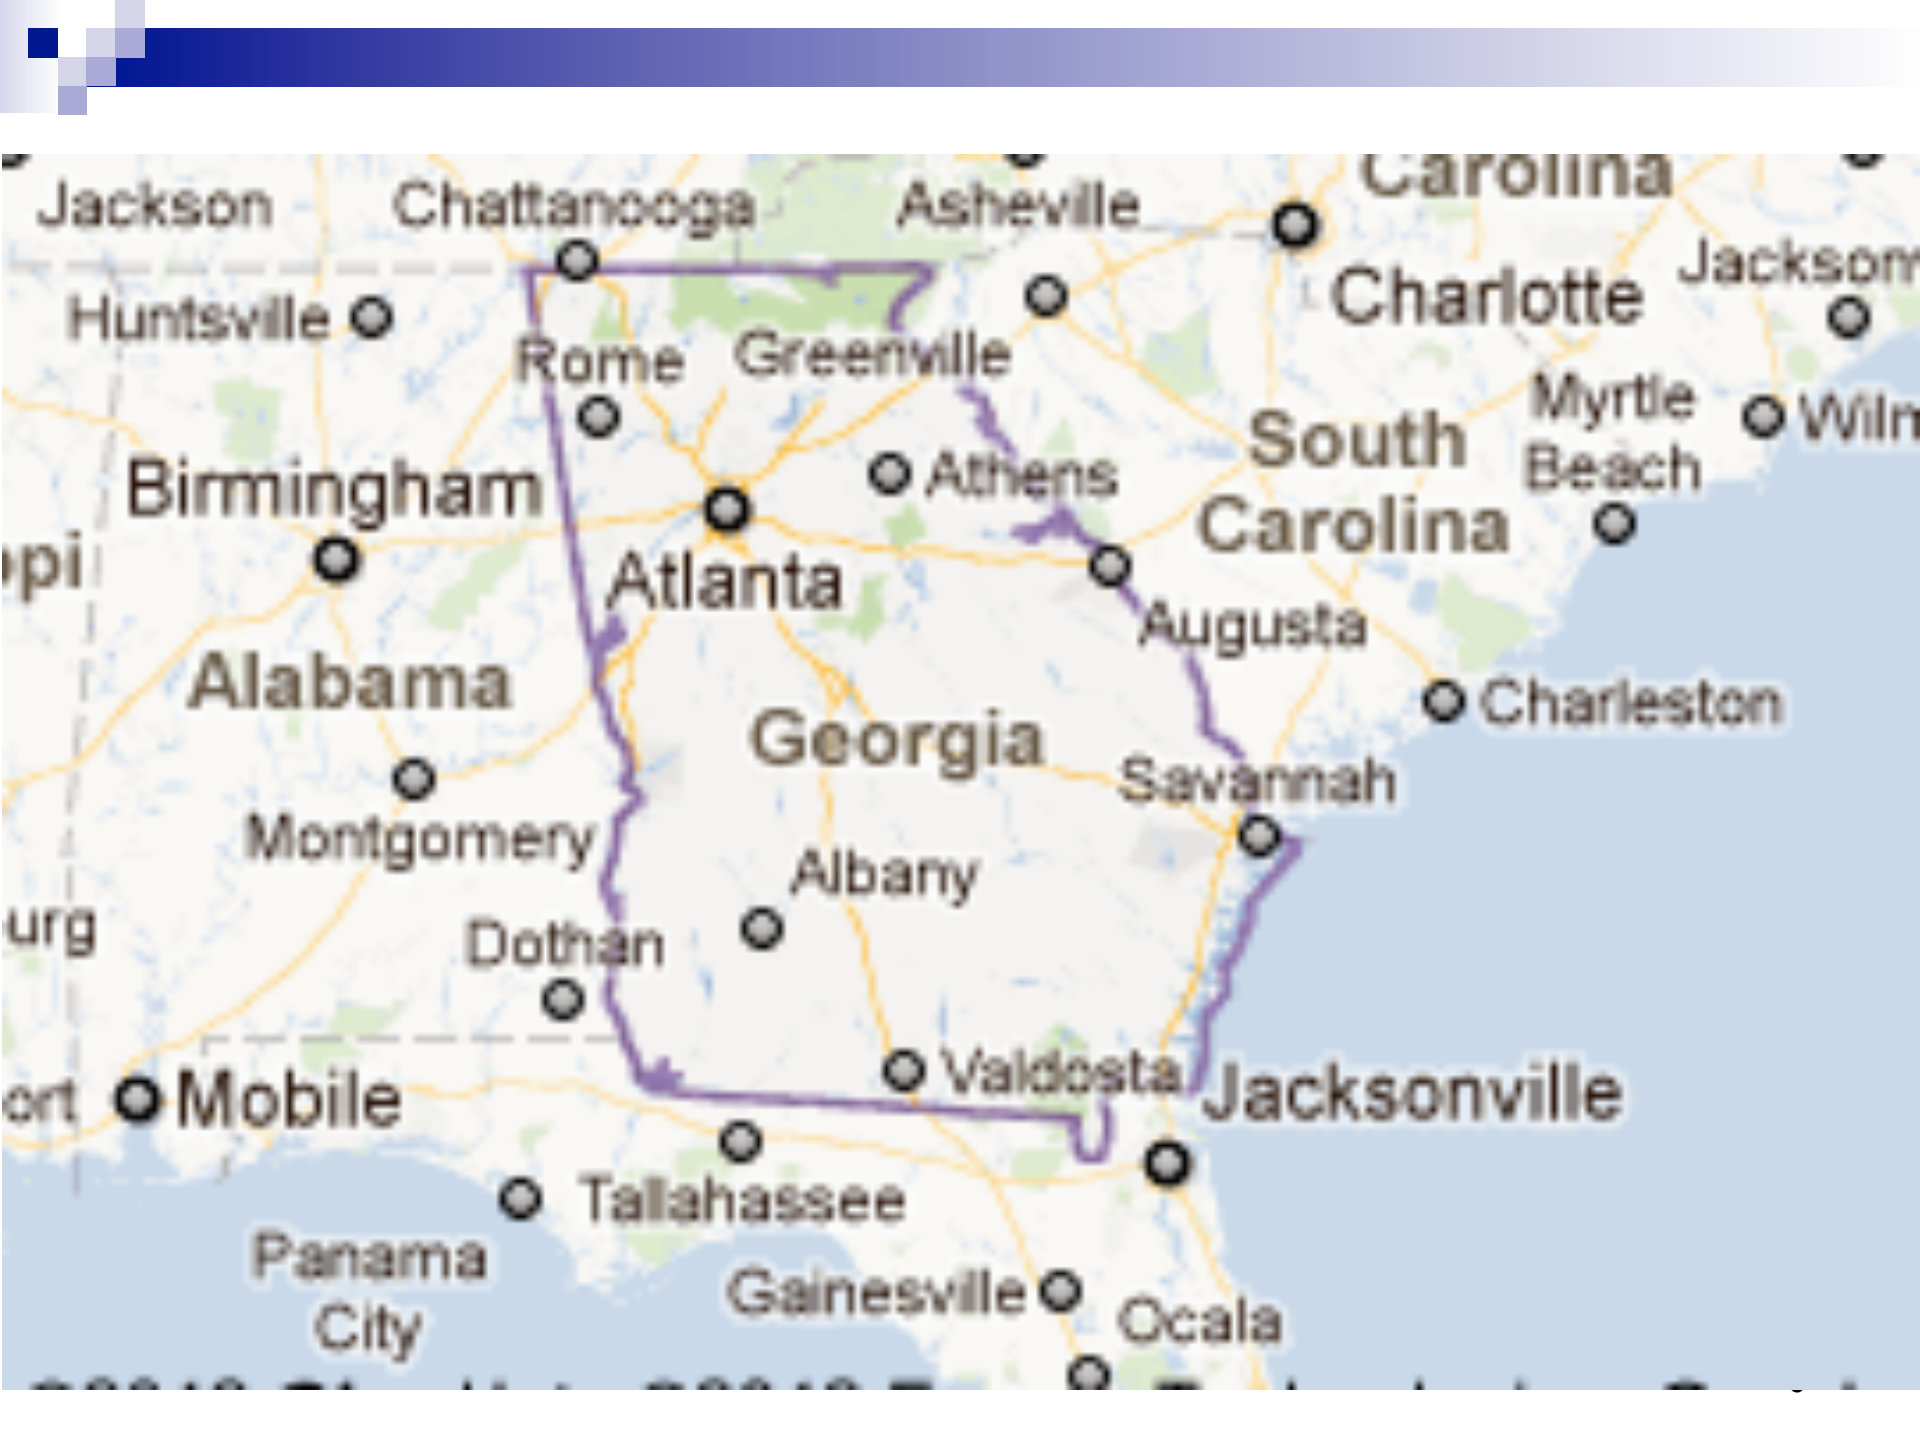 Carolina
Jackson
Chattanooga
Asheville
Charlotte
Huntsville
Rome
Greenville
Myrtle
Beach
South
Carolina
Birmingham
Athens
Atlanta
Augusta
Alabama
Charleston
Georgia
Savannah
Montgomery
Albany
Dothan
Valdosta
Mobile
Jacksonville
Tallahassee
Panama
City
Gainesville
Ocala